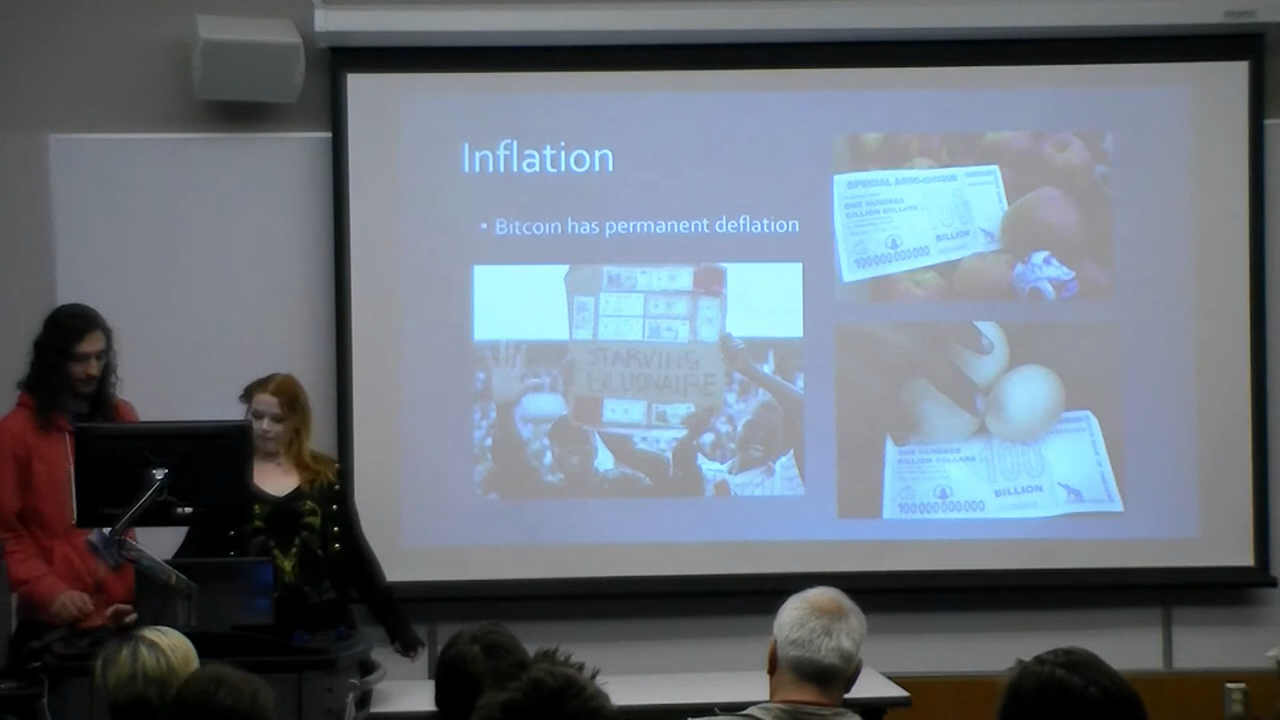 Inflation
• Bitcoin has permanent deflation
STARVING
BILLIONAIRE
SPECIAL AGRO-CHEQUE
ONE HUNDRED
BILLION DOLLARS
BILLION
100000000000
ONE HUNDRED
BILLION DOLLARS
100
BILLION
100000000000